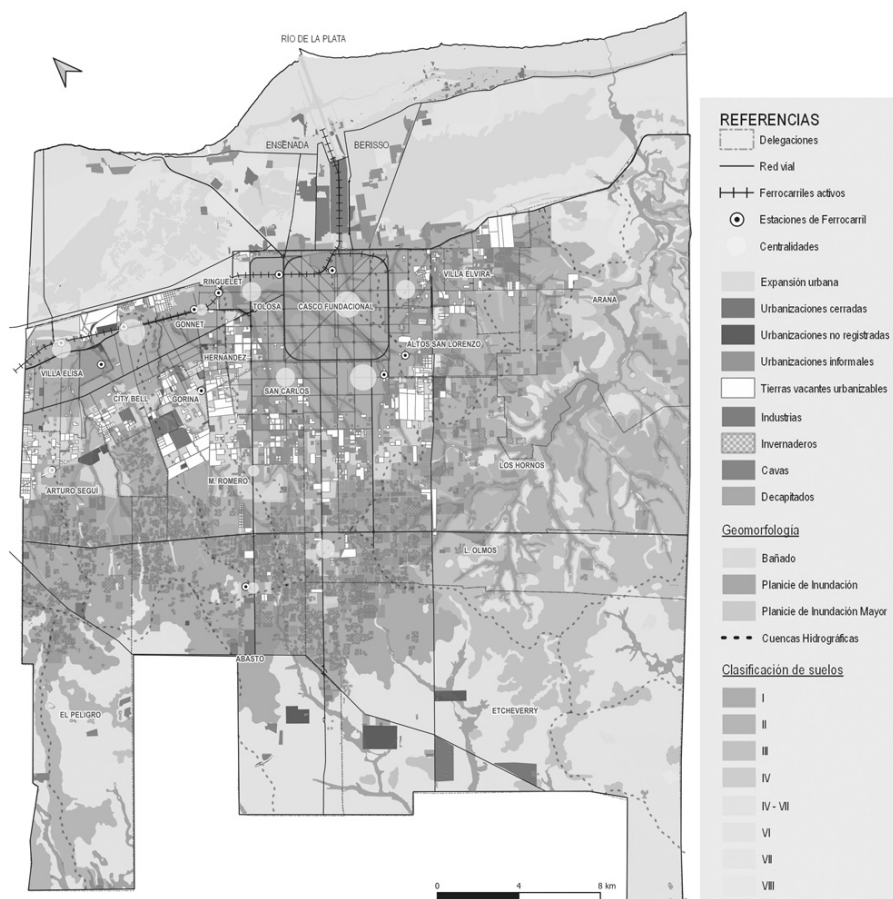 RÍO DE LA PLATA
ENSENADA
BERISSO
RINGUELET
TOLOSA
CASCO FUNDACIONAL
VILLA ELVIRA
ARANA
GONNET
HERNÁNDEZ
ALTOS SAN LORENZO
VILLA ELISA
CITY BELL
GORINA
SAN CARLOS
LOS HORNOS
ARTURO SEGUÍ
M. ROMERO
L. OLMOS
ABASTO
EL PELIGRO
ETCHEVERRY
0 4 8 km
REFERENCIAS
Delegaciones
Red vial
Ferrocarriles activos
Estaciones de Ferrocarril
Centralidades
Expansión urbana
Urbanizaciones cerradas
Urbanizaciones no registradas
Urbanizaciones informales
Tierras vacantes urbanizables
Industrias
Invernaderos
Cavas
Decapitados
Geomorfología
Bañado
Planicie de Inundación
Planicie de Inundación Mayor
Cuencas Hidrográficas
Clasificación de suelos
I
II
III
IV
IV - VII
VI
VII
VIII